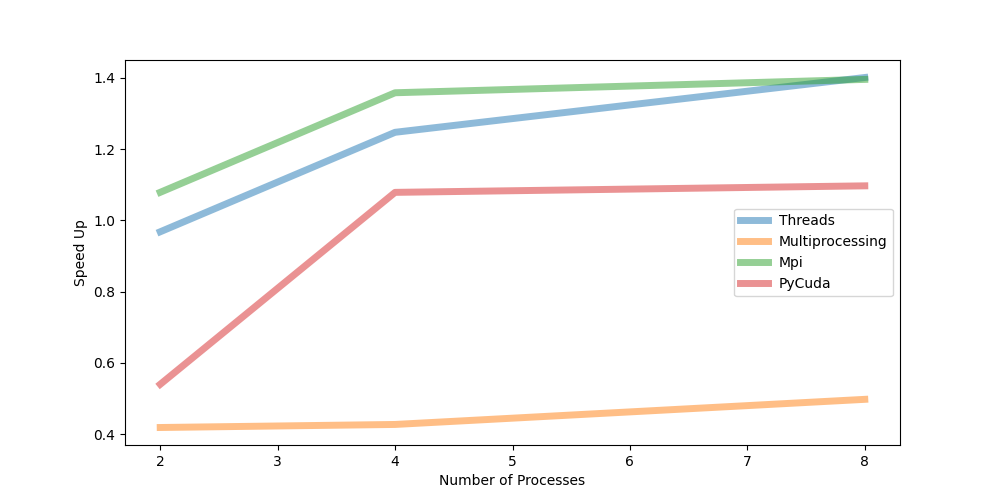 1.4
1.2
1.0
0.8
0.6
0.4
Speed Up
Threads
Multiprocessing
Mpi
PyCuda
2 3 4 5 6 7 8
Number of Processes